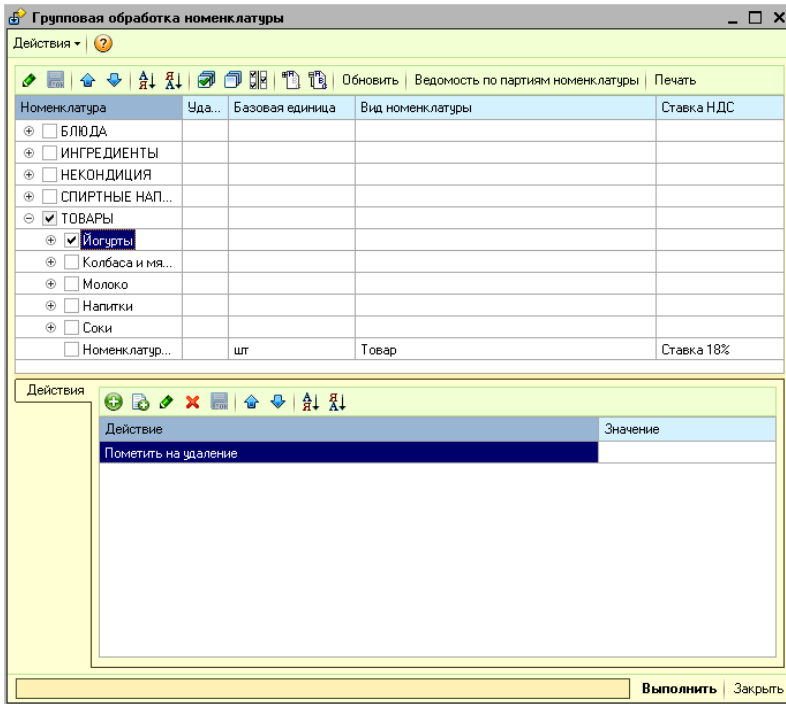 Групповая обработка номенклатуры
Действия
Обновить Ведомость по партиям номенклатуры Печать
Номенклатура Уда... Базовая единица Вид номенклатуры Ставка НДС
БЛЮДА
ИНГРЕДИЕНТЫ
НЕКОНДИЦИЯ
СПИРТНЫЕ НАП...
ТОВАРЫ
Йогурты
Колбаса и мя...
Молоко
Напитки
Соки
Номенклатур... шт Товар Ставка 18%
Действия
Действие Значение
Пометить на удаление
Выполнить Закрыть